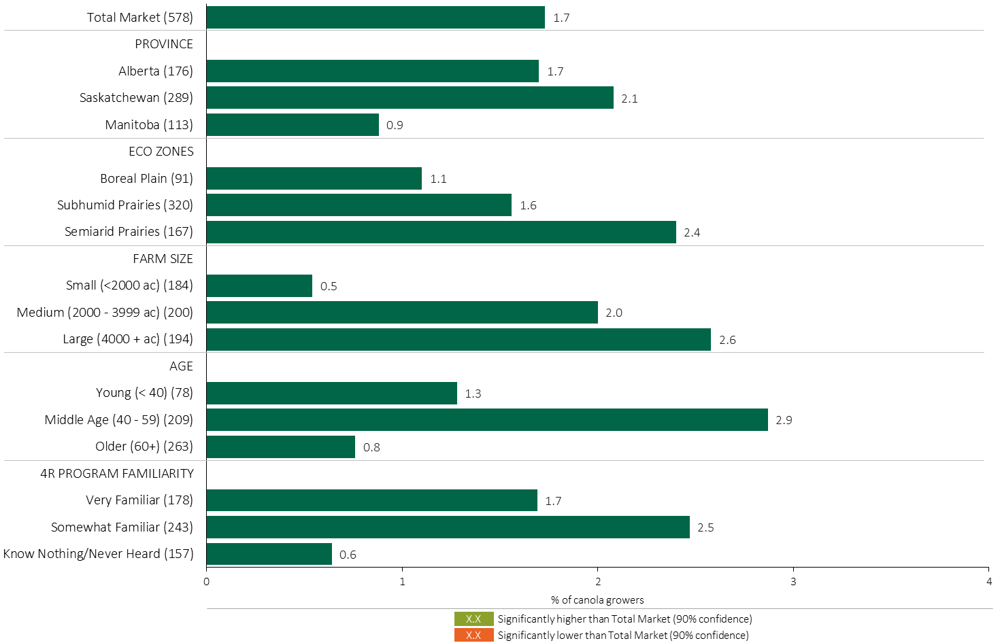 Total Market (578) 1.7
PROVINCE
Alberta (176) 1.7
Saskatchewan (289) 2.1
Manitoba (113) 0.9
ECO ZONES
Boreal Plain (91) 1.1
Subhumid Prairies (320) 1.6
Semiarid Prairies (167) 2.4
FARM SIZE
Small (<2000 ac) (184) 0.5
Medium (2000 - 3999 ac) (200) 2.0
Large (4000 + ac) (194) 2.6
AGE
Young (< 40) (78) 1.3
Middle Age (40 - 59) (209) 2.9
Older (60+) (263) 0.8
4R PROGRAM FAMILIARITY
Very Familiar (178) 1.7
Somewhat Familiar (243) 2.5
Know Nothing/Never Heard (157) 0.6
0 1 2 3 4
% of canola growers
X.X Significantly higher than Total Market (90% confidence)
X.X Significantly lower than Total Market (90% confidence)